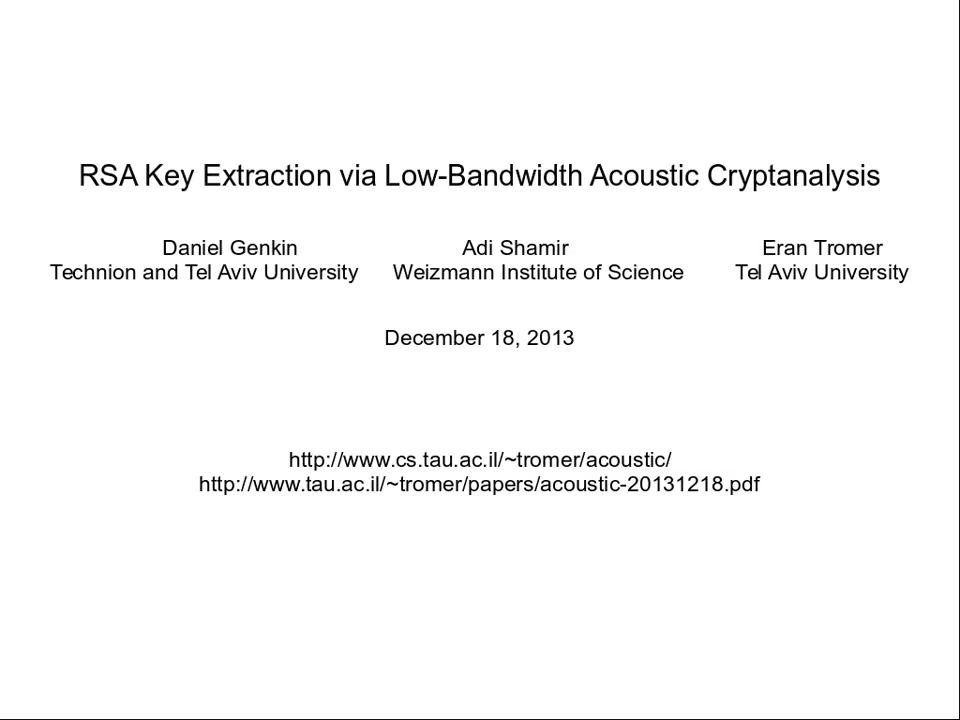 RSA Key Extraction via Low-Bandwidth Acoustic Cryptanalysis
Daniel Genkin Adi Shamir Eran Tromer
Technion and Tel Aviv University Weizmann Institute of Science Tel Aviv University
December 18, 2013
http://www.cs.tau.ac.il/~tromer/acoustic/
http://www.tau.ac.il/~tromer/papers/acoustic-20131218.pdf